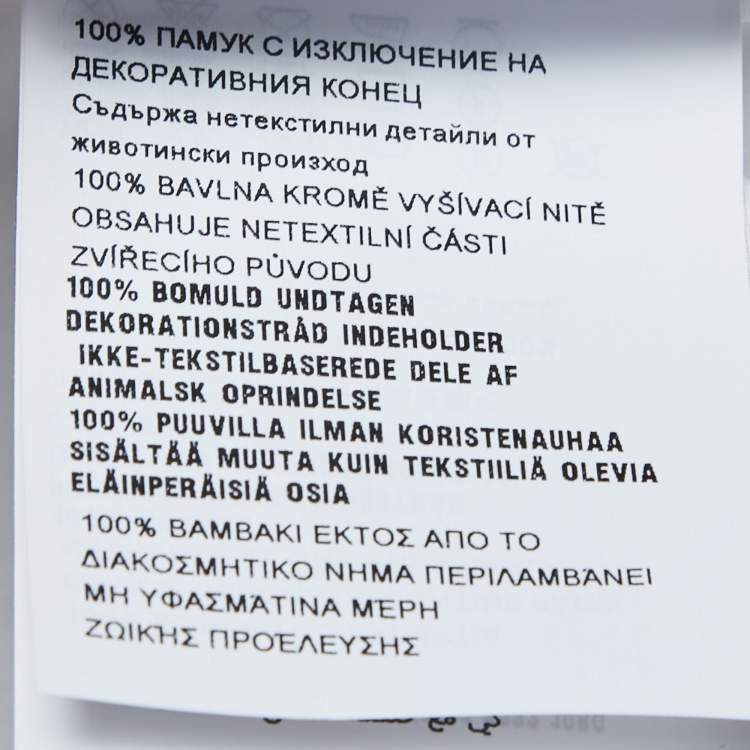 100% ПАМУК С ИЗКЛЮЧЕНИЕ НА
ДЕКОРАТИВНИЯ КОНЕЦ
Съдържа нетекстилни детайли от
животински произход
100% BAVLNA KROMĚ VYŠÍVACÍ NITĚ
OBSAHUJE NETEXTILNÍ ČÁSTI
ZVÍŘECÍHO PŮVODU
100% BOMULD UNDTAGEN
DEKORATIONSTRÅD INDEHOLDER
IKKE-TEKSTILBASEREDE DELE AF
ANIMALSK OPRINDELSE
100% PUUVILLA ILMAN KORISTENAUHAA
SISÄLTÄÄ MUUTA KUIN TEKSTIILIÄ OLEVIA
ELÄINPERÄISIÄ OSIA
100% ΒΑΜΒΑΚΙ ΕΚΤΟΣ ΑΠΟ ΤΟ
ΔΙΑΚΟΣΜΗΤΙΚΟ ΝΗΜΑ ΠΕΡΙΛΑΜΒΆΝΕΙ
ΜΗ ΥΦΑΣΜΆΤΙΝΑ ΜΈΡΗ
ΖΩΙΚΉΣ ΠΡΟΈΛΕΥΣΗΣ